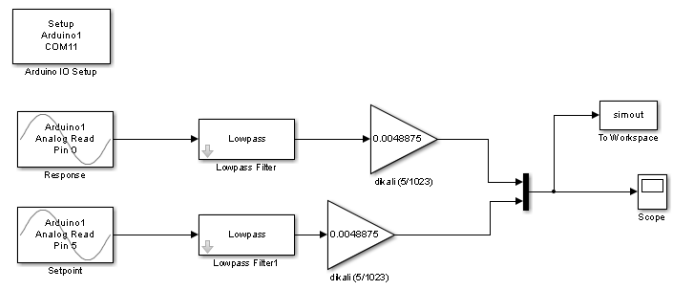 Setup
Arduino1
COM11
Arduino IO Setup
Arduino1
Analog Read
Pin 0
Response
Lowpass
Lowpass Filter
0.0048875
dikali (5/1023)
simout
To Workspace
Scope
Arduino1
Analog Read
Pin 5
Setpoint
Lowpass
Lowpass Filter1
0.0048875
dikali (5/1023)